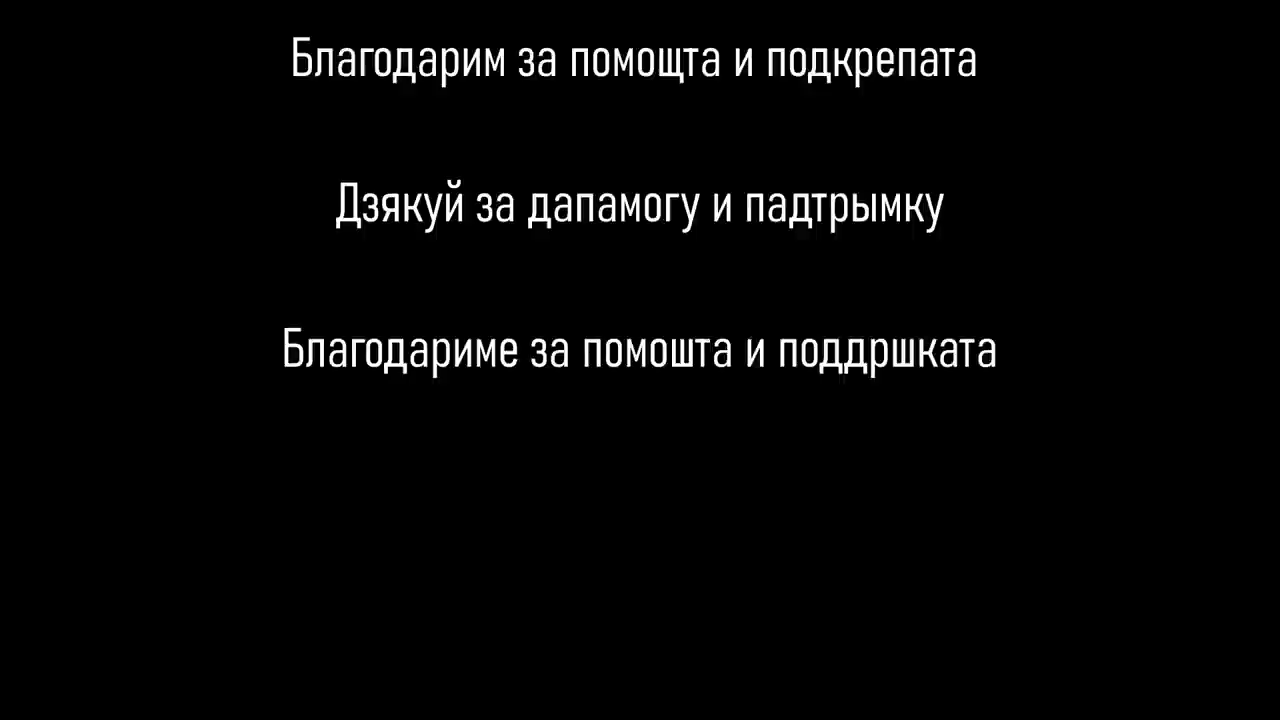 Благодарим за помощта и подкрепата
Дзякуй за дапамогу и падтрымку
Благодариме за помошта и поддршката